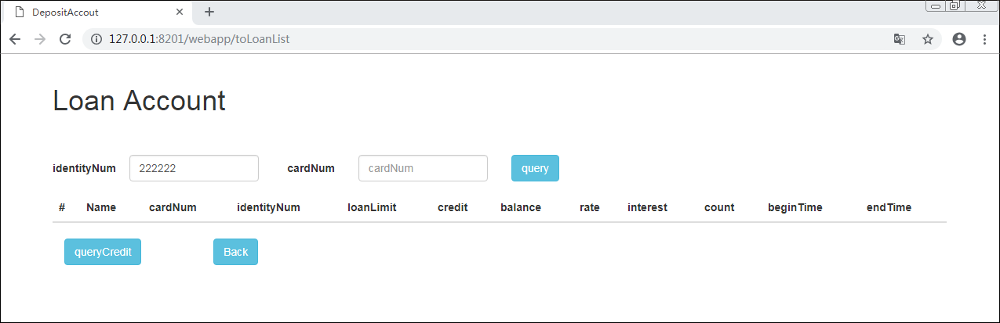 DepositAccout
127.0.0.1:8201/webapp/toLoanList
Loan Account
identityNum 222222 cardNum cardNum query
# Name cardNum identityNum loanLimit credit balance rate interest count beginTime endTime
queryCredit Back